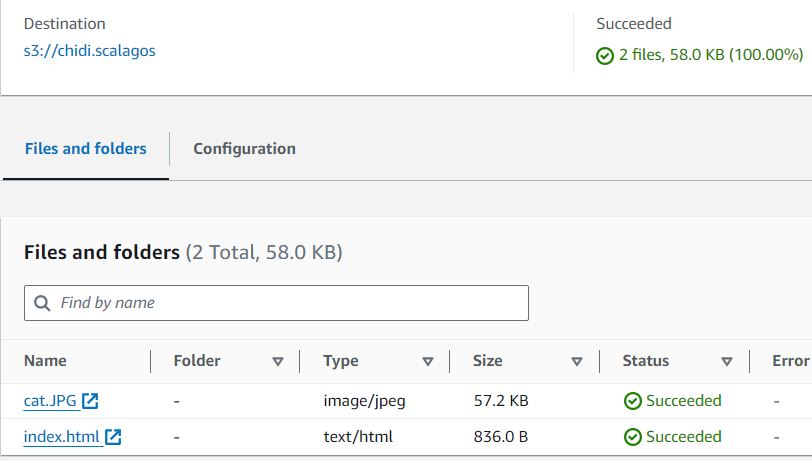 Destination
s3://chidi.scalagos
Succeeded
2 files, 58.0 KB (100.00%)
Files and folders Configuration
Files and folders (2 Total, 58.0 KB)
Find by name
Name Folder Type Size Status Error
cat.JPG - image/jpeg 57.2 KB Succeeded -
index.html - text/html 836.0 B Succeeded -